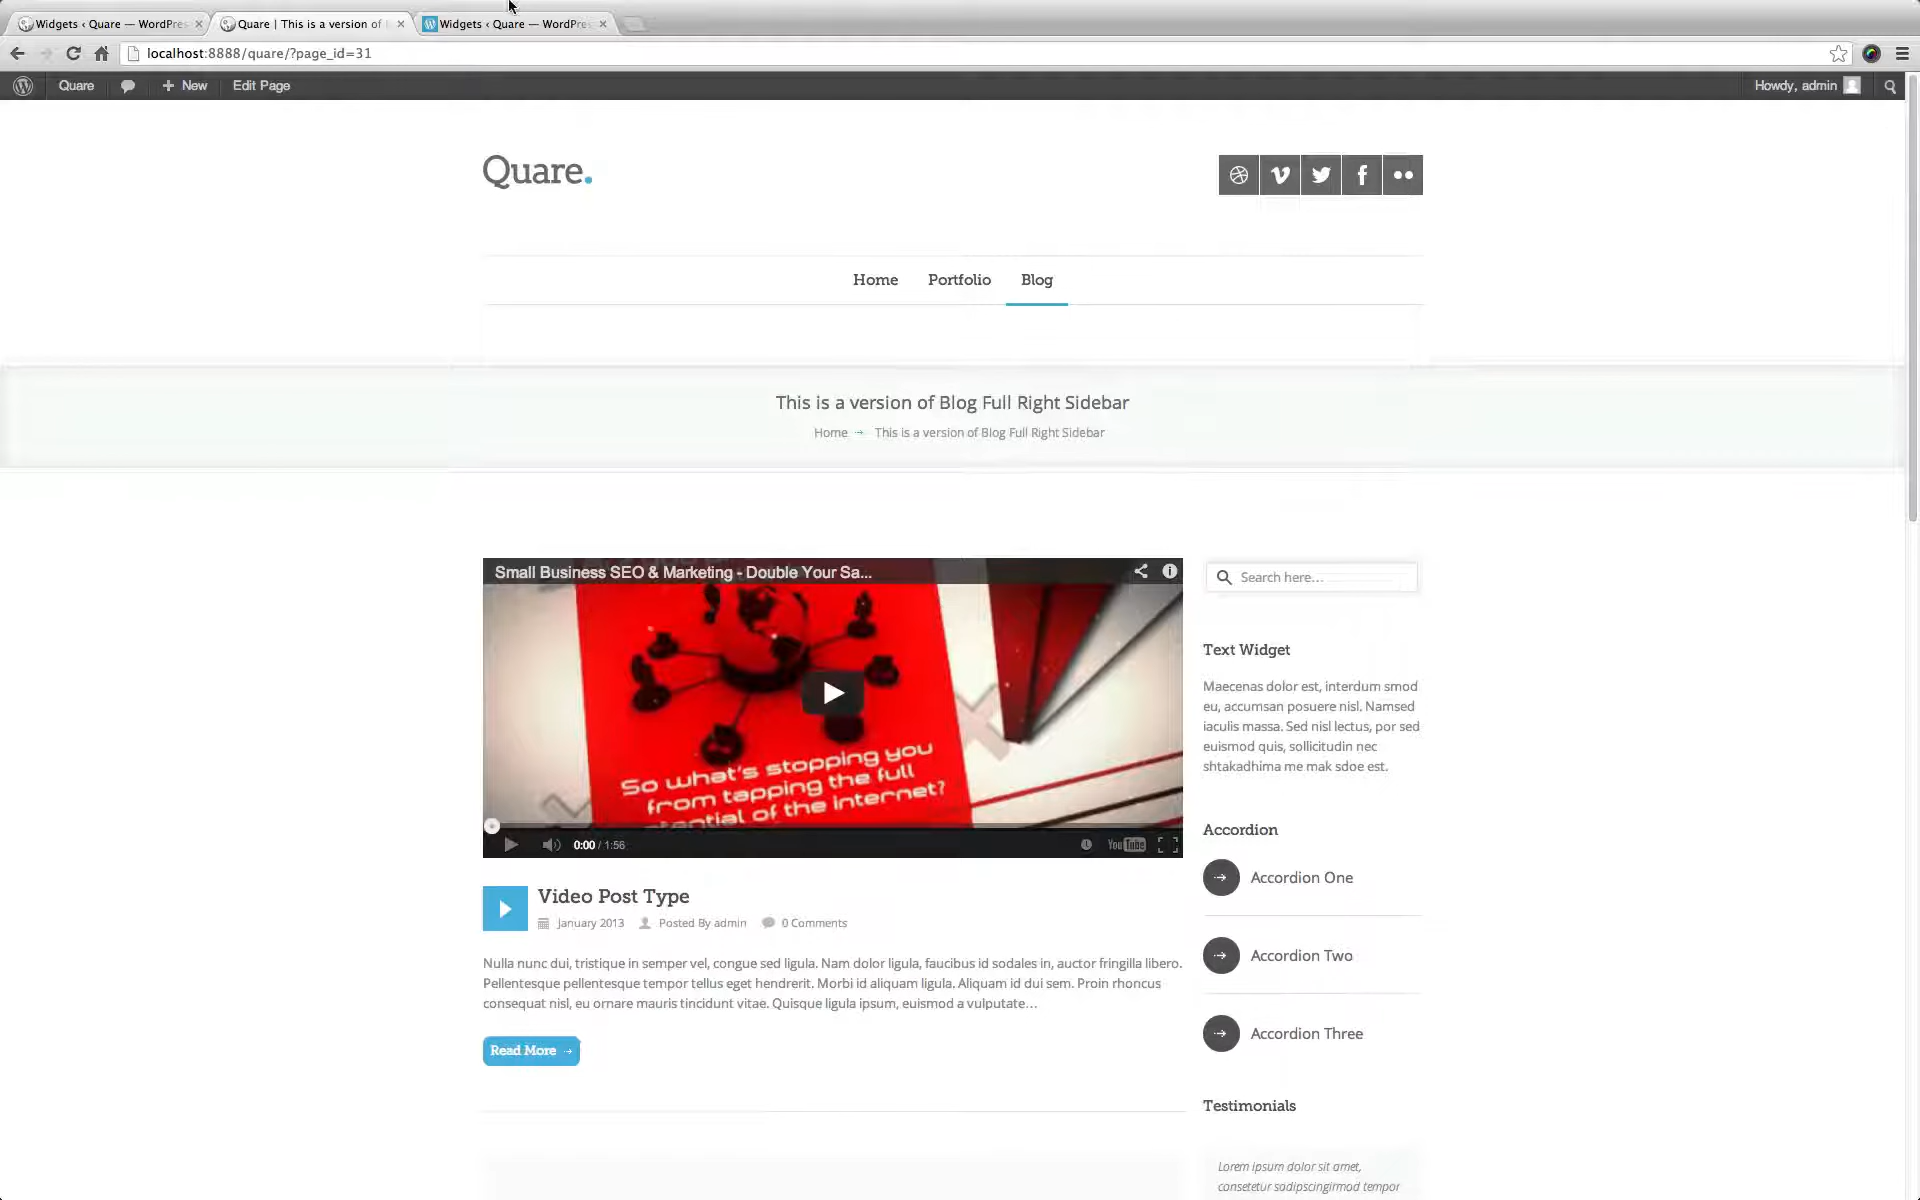 Widgets ‹ Quare — WordPres
Quare | This is a version of
Widgets ‹ Quare — WordPres
localhost:8888/quare/?page_id=31
Quare
New
Edit Page
Howdy, admin
Quare.
Home
Portfolio
Blog
This is a version of Blog Full Right Sidebar
Home → This is a version of Blog Full Right Sidebar
Small Business SEO & Marketing - Double Your Sa...
So what's stopping you
from tapping the full
potential of the internet?
0:00 / 1:56
YouTube
Video Post Type
January 2013 Posted By admin 0 Comments
Nulla nunc dui, tristique in semper vel, congue sed ligula. Nam dolor ligula, faucibus id sodales in, auctor fringilla libero.
Pellentesque pellentesque tempor tellus eget hendrerit. Morbi id aliquam ligula. Aliquam id dui sem. Proin rhoncus
consequat nisl, eu ornare mauris tincidunt vitae. Quisque ligula ipsum, euismod a vulputate…
Read More →
Search here...
Text Widget
Maecenas dolor est, interdum smod
eu, accumsan posuere nisl. Namsed
iaculis massa. Sed nisl lectus, por sed
euismod quis, sollicitudin nec
shtakadhima me mak sdoe est.
Accordion
Accordion One
Accordion Two
Accordion Three
Testimonials
Lorem ipsum dolor sit amet,
consetetur sadipscingirmod tempor